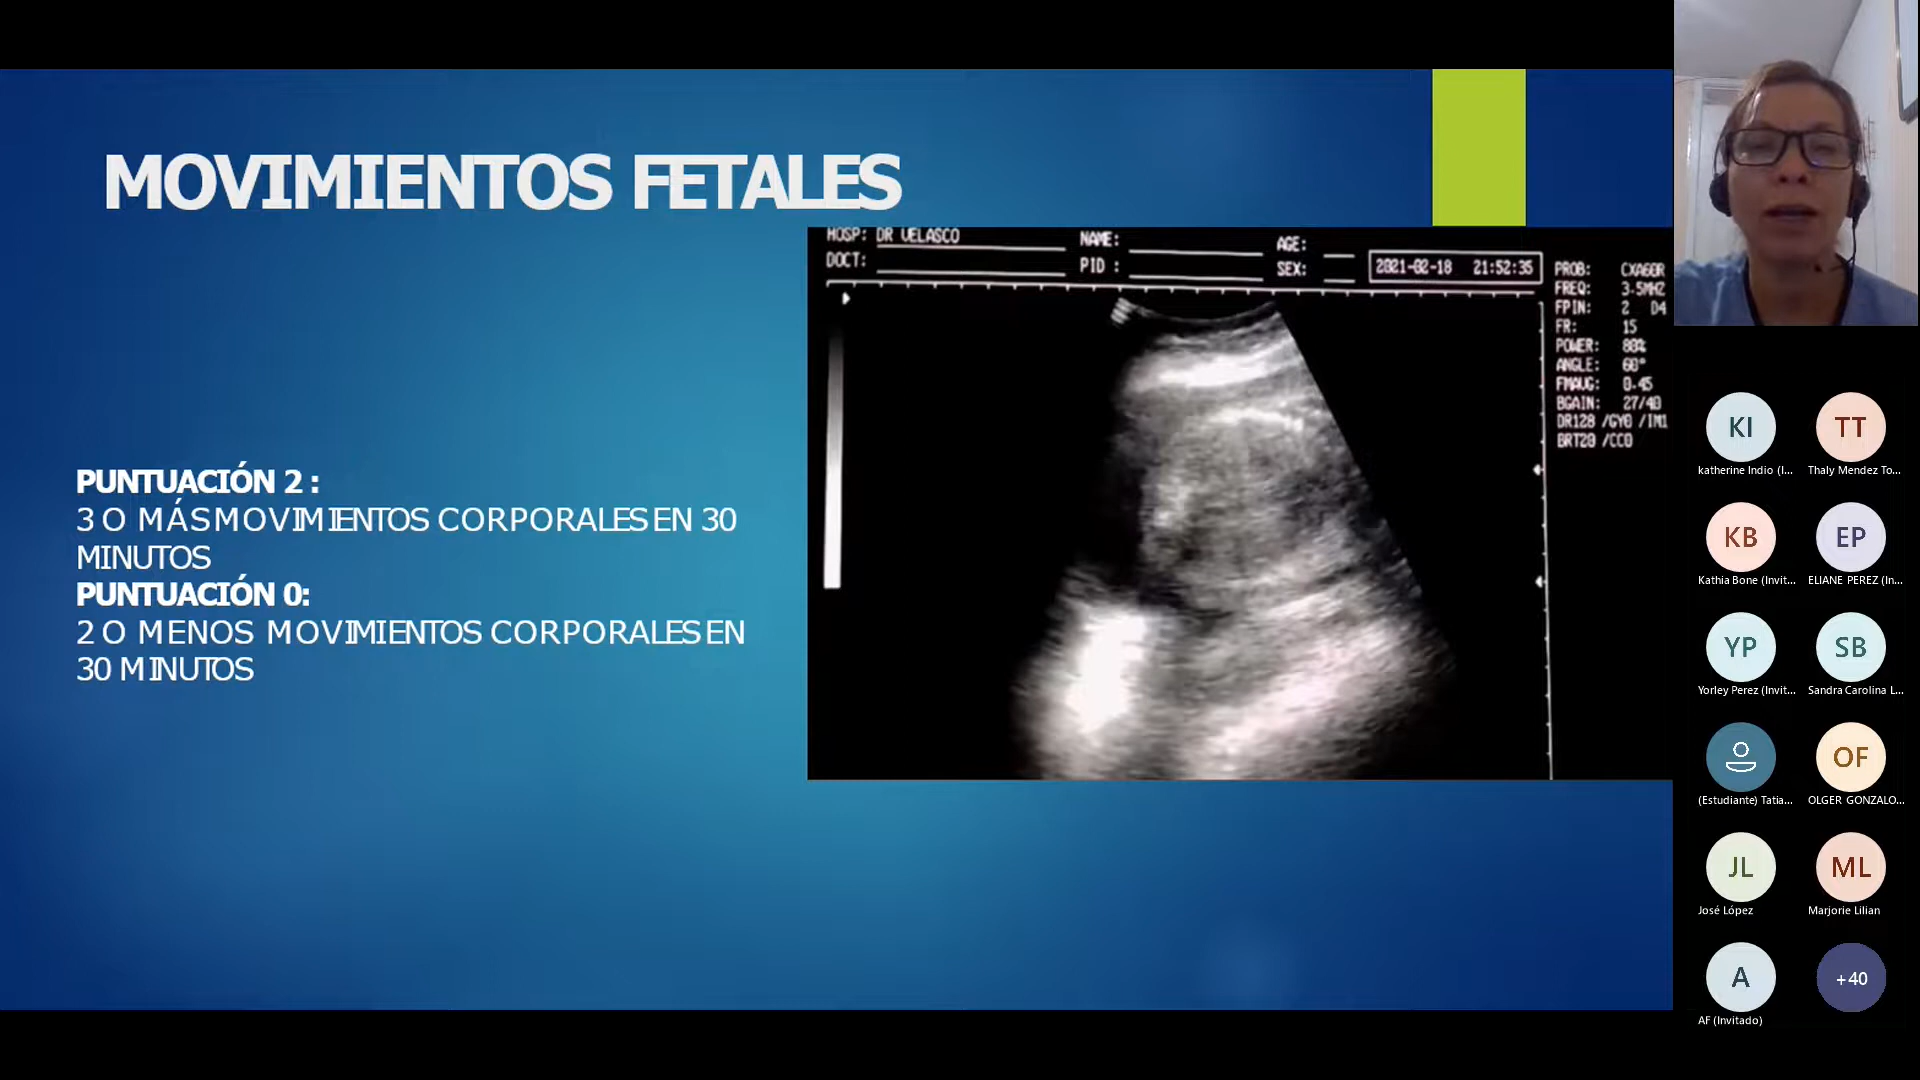 MOVIMIENTOS FETALES
PUNTUACIÓN 2 :
3 O MÁS MOVIMIENTOS CORPORALES EN 30
MINUTOS
PUNTUACIÓN 0:
2 O MENOS MOVIMIENTOS CORPORALES EN
30 MINUTOS
HOSP: DR VELASCO
NAME:
AGE:
DOCT:
PID :
SEX:
2021-02-18 21:52:35
PROB: CXA60R
FREQ: 3.5MHZ
FPIN: 2 D4
FR: 15
POWER: 80%
ANGLE: 60°
FMAUG: 0.45
BGAIN: 27/40
DR128 /GY0 /IM1
BRT20 /CC0
KI
TT
katherine Indio (I...
Thaly Mendez To...
KB
EP
Kathia Bone (Invit...
ELIANE PEREZ (In...
YP
SB
Yorley Perez (Invit...
Sandra Carolina L...
OF
(Estudiante) Tatia...
OLGER GONZALO...
JL
ML
José López
Marjorie Lilian
A
+40
AF (Invitado)